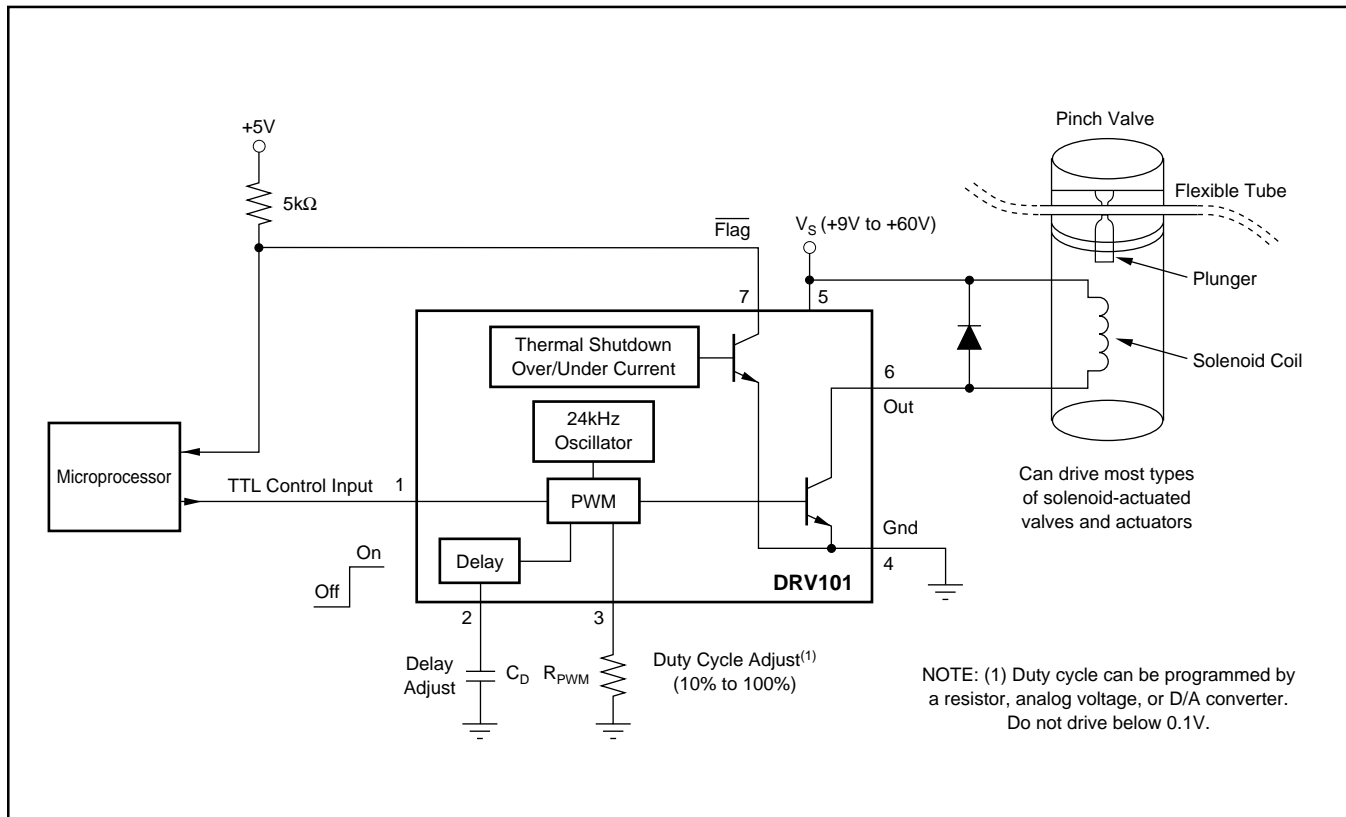 Pinch Valve
+5V
5kΩ
Flexible Tube
Flag
V_S (+9V to +60V)
Plunger
7
5
Thermal Shutdown
Over/Under Current
Solenoid Coil
6
Out
24kHz
Oscillator
Microprocessor
TTL Control Input
1
PWM
Can drive most types
of solenoid-actuated
valves and actuators
Gnd
4
On
Off
Delay
DRV101
2
3
Delay
Adjust
C_D
R_PWM
Duty Cycle Adjust(1)
(10% to 100%)
NOTE: (1) Duty cycle can be programmed by
a resistor, analog voltage, or D/A converter.
Do not drive below 0.1V.